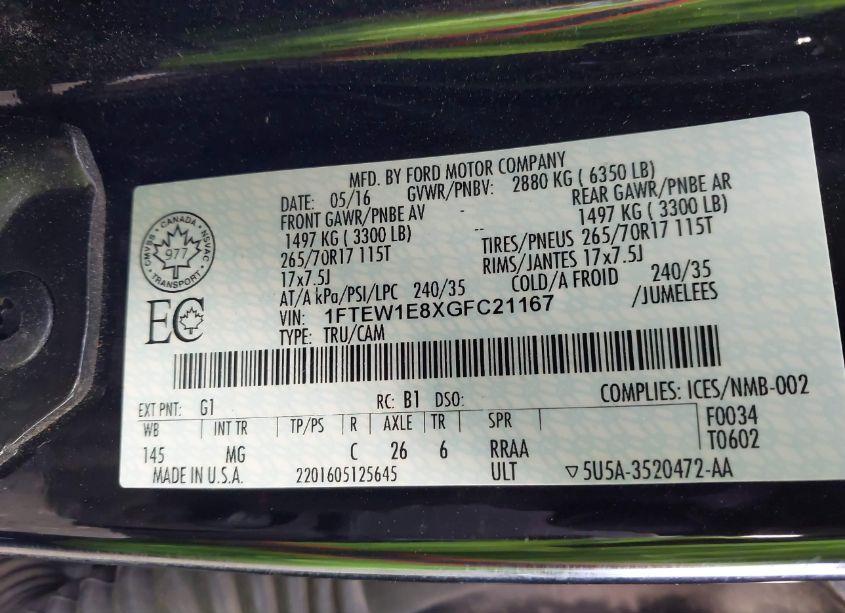 MFD. BY FORD MOTOR COMPANY
DATE: 05/16 GVWR/PNBV: 2880 KG ( 6350 LB)
FRONT GAWR/PNBE AV - REAR GAWR/PNBE AR
1497 KG ( 3300 LB) -- 1497 KG ( 3300 LB)
265/70R17 115T TIRES/PNEUS 265/70R17 115T
17x7.5J RIMS/JANTES 17x7.5J
AT/A kPa/PSI/LPC 240/35 COLD/A FROID 240/35
VIN: 1FTEW1E8XGFC21167 /JUMELEES
TYPE: TRU/CAM
CANADA
CMVSS 977 NSVAC
TRANSPORT
EC
COMPLIES: ICES/NMB-002
EXT PNT: G1 RC: B1 DSO:
WB INT TR TP/PS R AXLE TR SPR F0034
145 MG C 26 6 RRAA T0602
MADE IN U.S.A. 2201605125645 ULT ▽5U5A-3520472-AA